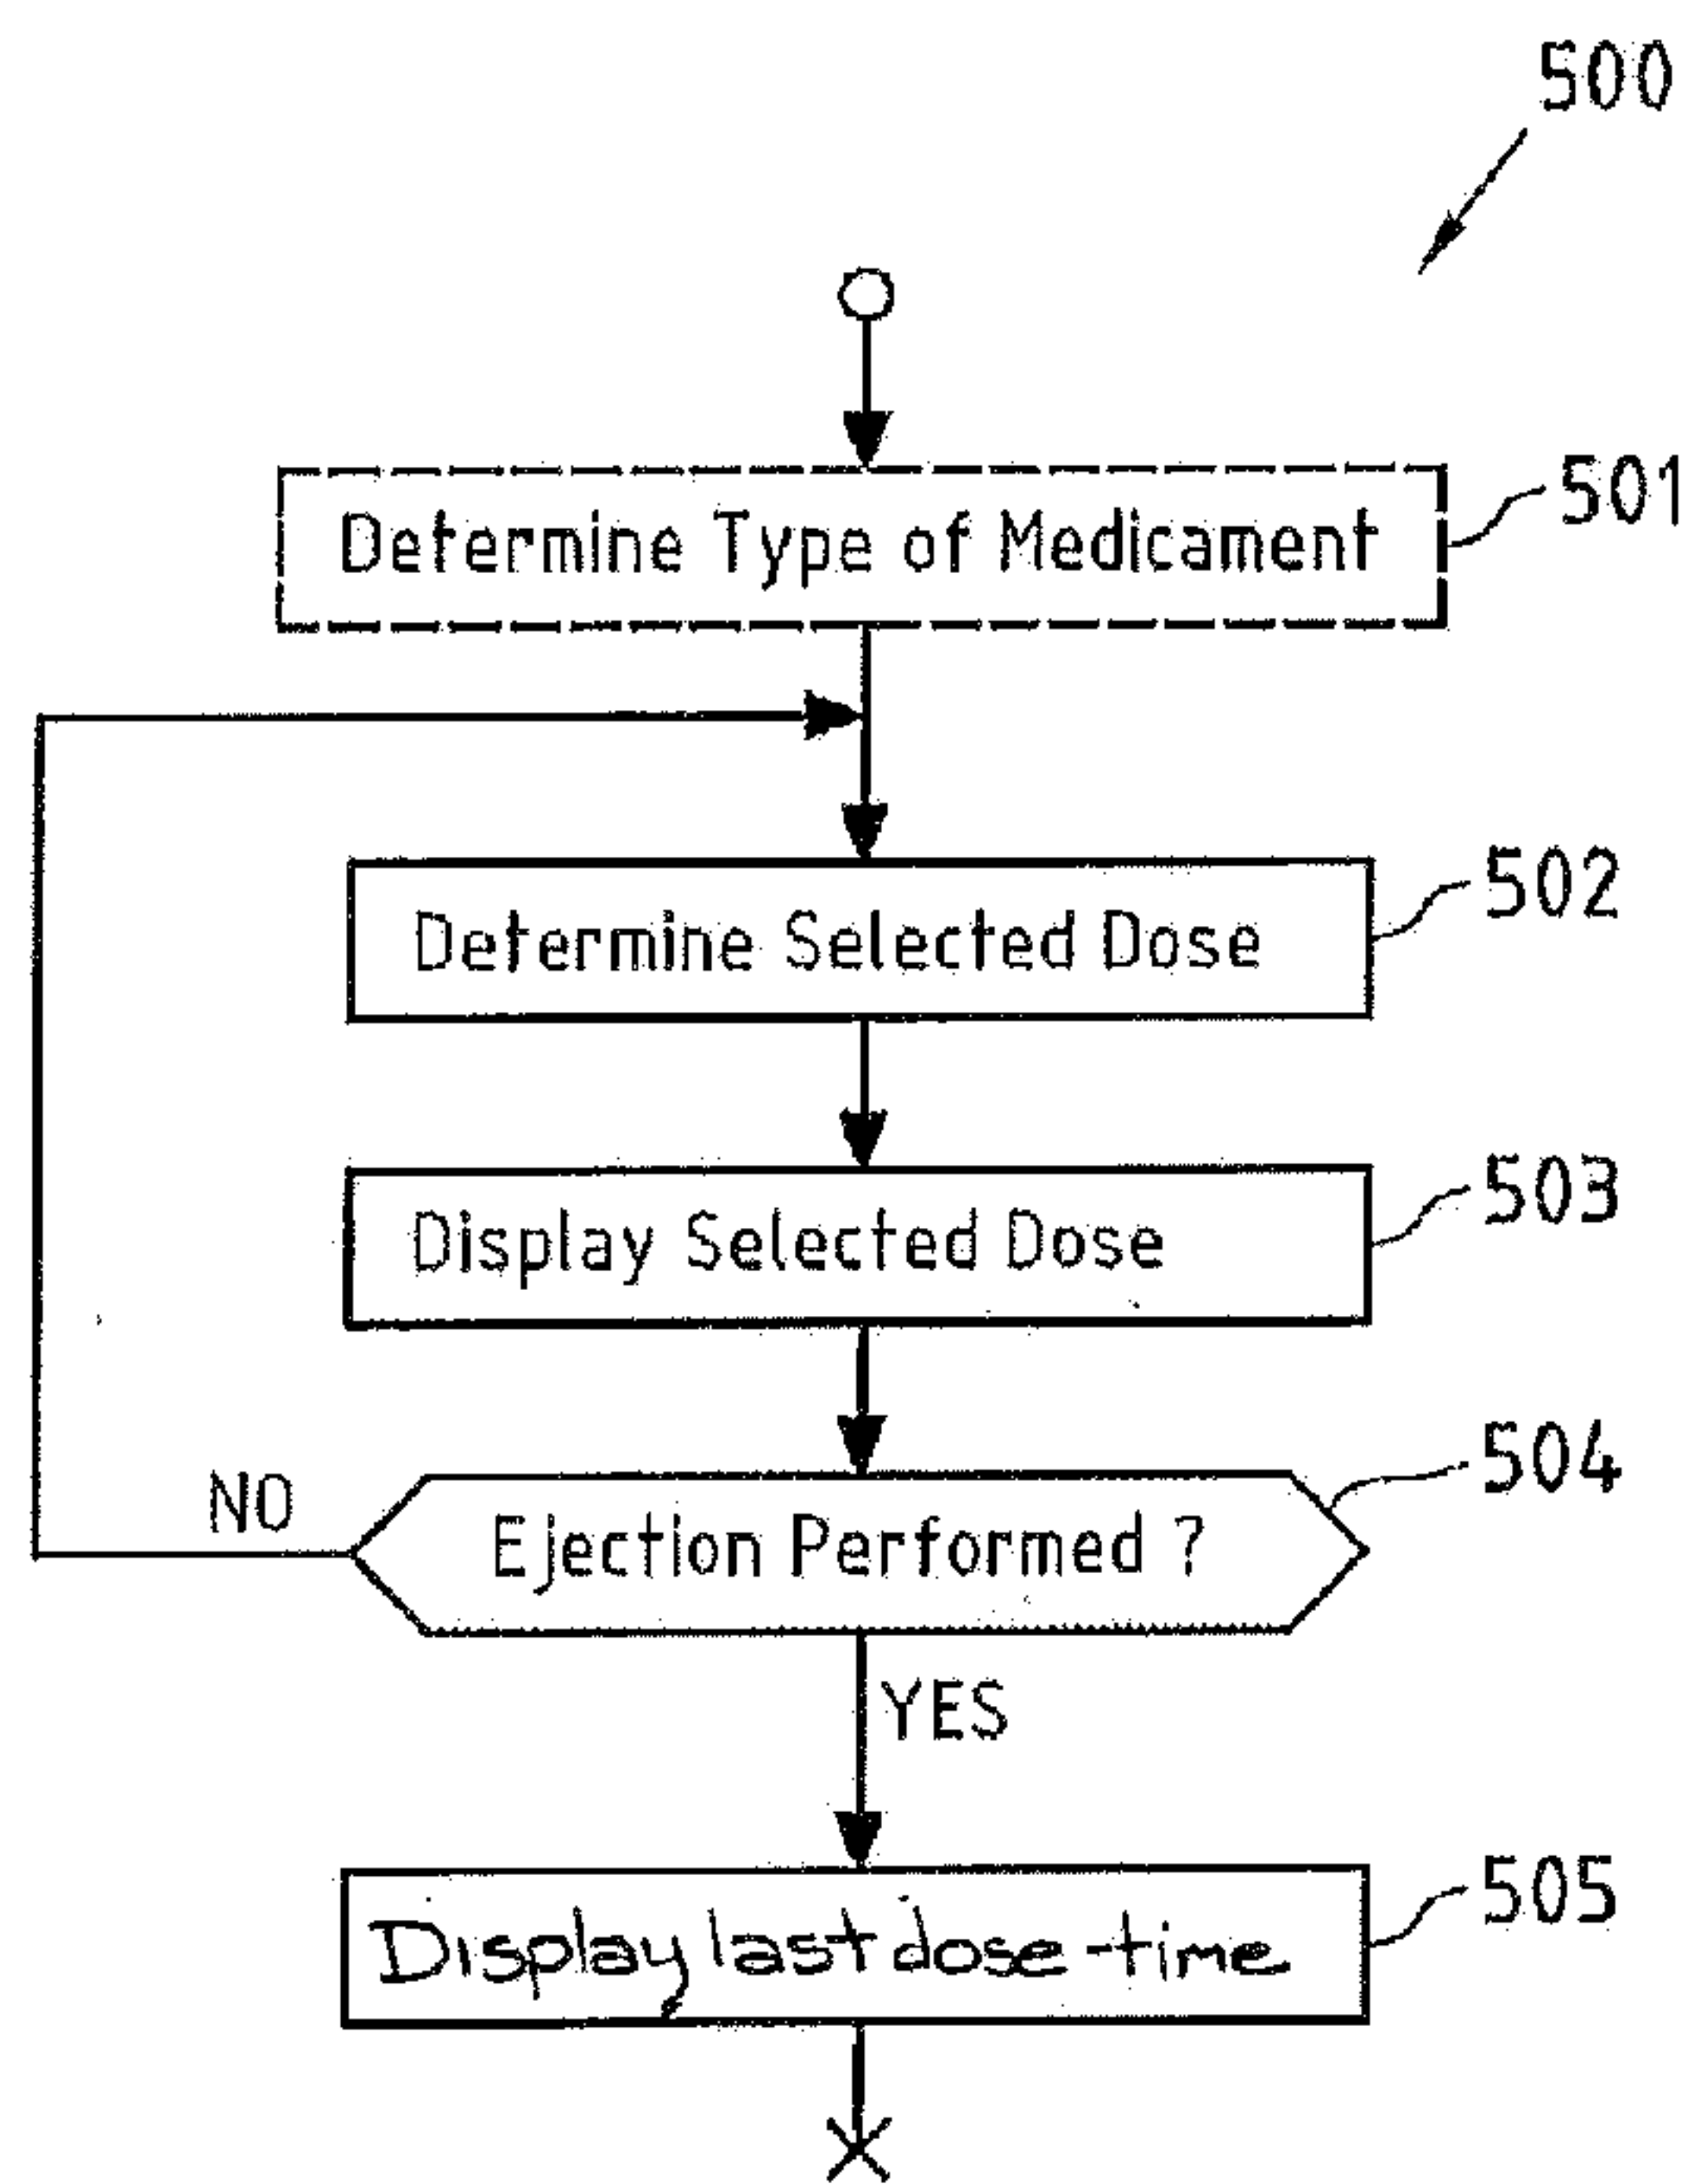 500
Determine Type of Medicament
501
Determine Selected Dose
502
Display Selected Dose
503
Ejection Performed ?
504
NO
YES
Display last dose-time
505